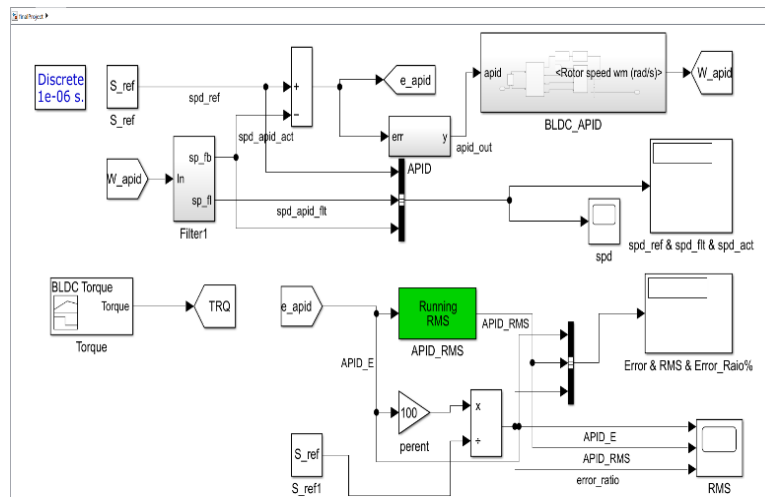 finalProject
Discrete
1e-06 s.
S_ref
S_ref
spd_ref
+
−
spd_apid_act
e_apid
err
y
APID
apid_out
apid
<Rotor speed wm (rad/s)>
BLDC_APID
W_apid
W_apid
In
sp_fb
sp_fl
Filter1
spd_apid_flt
spd
spd_ref & spd_flt & spd_act
BLDC Torque
Torque
Torque
TRQ
e_apid
APID_E
Running
RMS
APID_RMS
APID_RMS
Error & RMS & Error_Raio%
100
perent
x
÷
S_ref
S_ref1
APID_E
APID_RMS
error_ratio
RMS